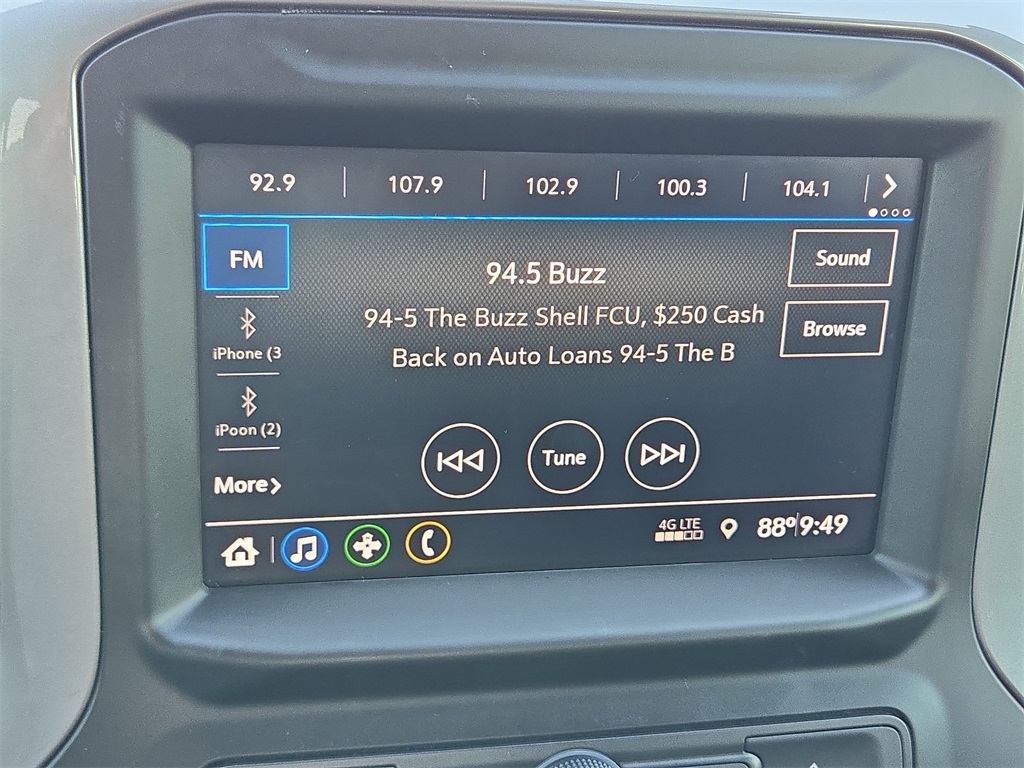 92.9 107.9 102.9 100.3 104.1
FM
94.5 Buzz
Sound
94-5 The Buzz Shell FCU, $250 Cash
Back on Auto Loans 94-5 The B
Browse
iPhone (3
iPoon (2)
Tune
More
4G LTE
88° 9:49